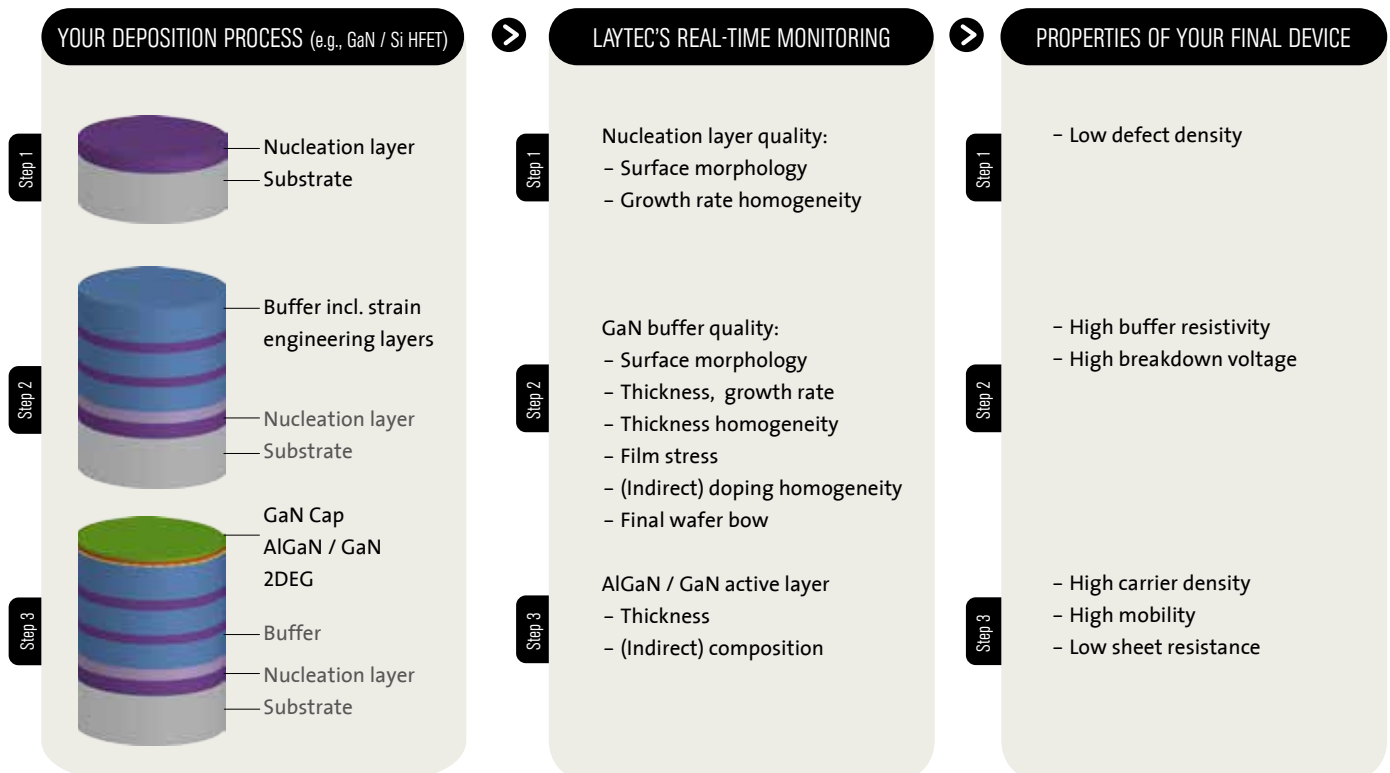 YOUR DEPOSITION PROCESS (e.g., GaN / Si HFET)
Step 1
Nucleation layer
Substrate
Step 2
Buffer incl. strain
engineering layers
Nucleation layer
Substrate
Step 3
GaN Cap
AlGaN / GaN
2DEG
Buffer
Nucleation layer
Substrate
LAYTEC'S REAL-TIME MONITORING
Step 1
Nucleation layer quality:
– Surface morphology
– Growth rate homogeneity
Step 2
GaN buffer quality:
– Surface morphology
– Thickness, growth rate
– Thickness homogeneity
– Film stress
– (Indirect) doping homogeneity
– Final wafer bow
Step 3
AlGaN / GaN active layer
– Thickness
– (Indirect) composition
PROPERTIES OF YOUR FINAL DEVICE
Step 1
– Low defect density
Step 2
– High buffer resistivity
– High breakdown voltage
Step 3
– High carrier density
– High mobility
– Low sheet resistance